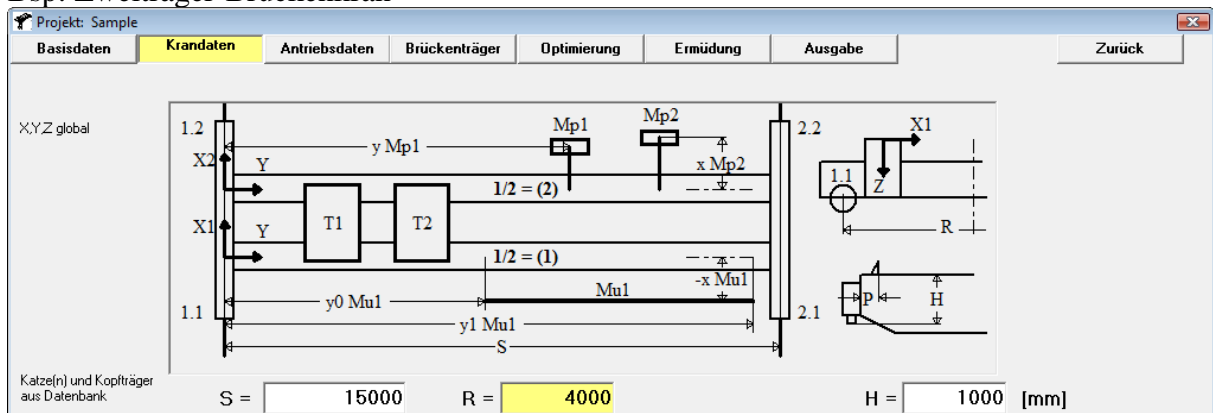 Bsp. Zweiträger Brückenkran
Projekt: Sample
Basisdaten Krandaten Antriebsdaten Brückenträger Optimierung Ermüdung Ausgabe Zurück
X,Y,Z global
1.2 Mp1 Mp2 2.2 X1
y Mp1
X2 Y x Mp2 1.1 Z
1/2 = (2)
T1 T2 R
X1 Y
1/2 = (1)
-x Mu1
Mu1 P H
y0 Mu1
1.1 2.1
y1 Mu1
S
Katze(n) und Kopfträger
aus Datenbank
S = 15000 R = 4000 H = 1000 [mm]